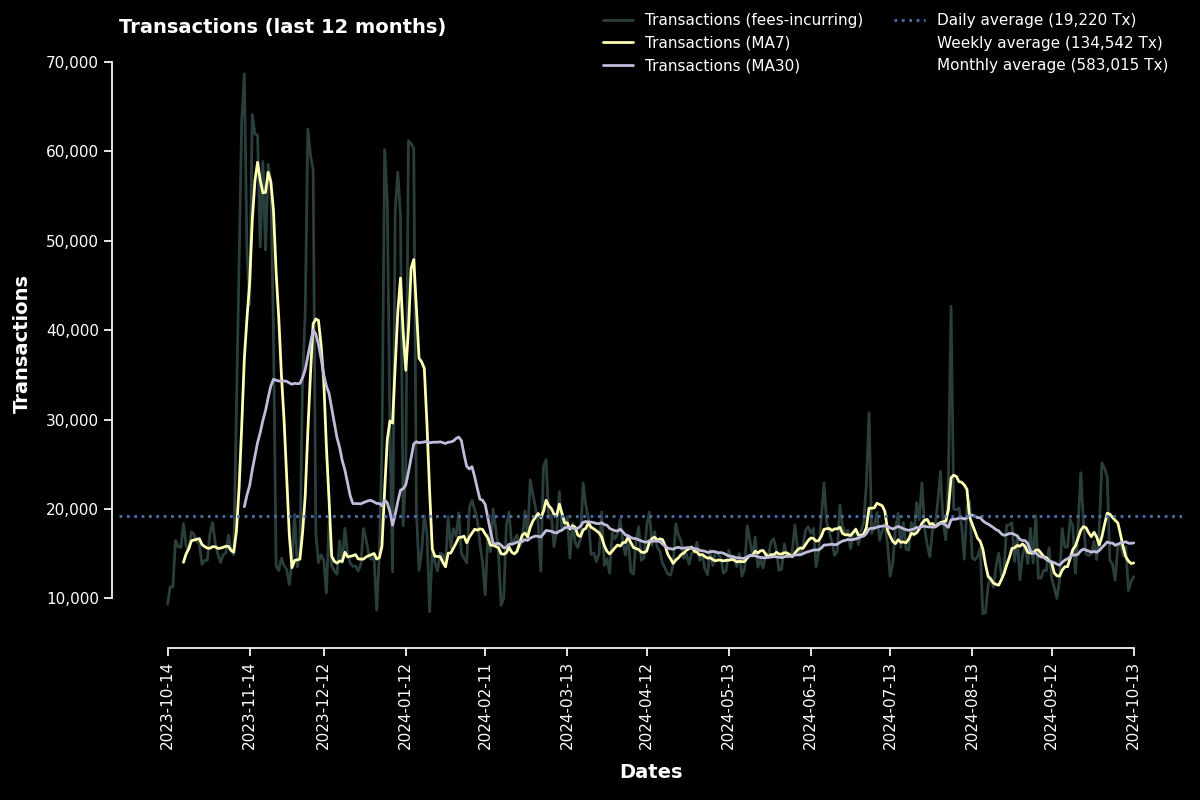 Transactions (last 12 months)
Transactions (fees-incurring)
Transactions (MA7)
Transactions (MA30)
Daily average (19,220 Tx)
Weekly average (134,542 Tx)
Monthly average (583,015 Tx)
Transactions
70,000
60,000
50,000
40,000
30,000
20,000
10,000
2023-10-14
2023-11-14
2023-12-12
2024-01-12
2024-02-11
2024-03-13
2024-04-12
2024-05-13
2024-06-13
2024-07-13
2024-08-13
2024-09-12
2024-10-13
Dates